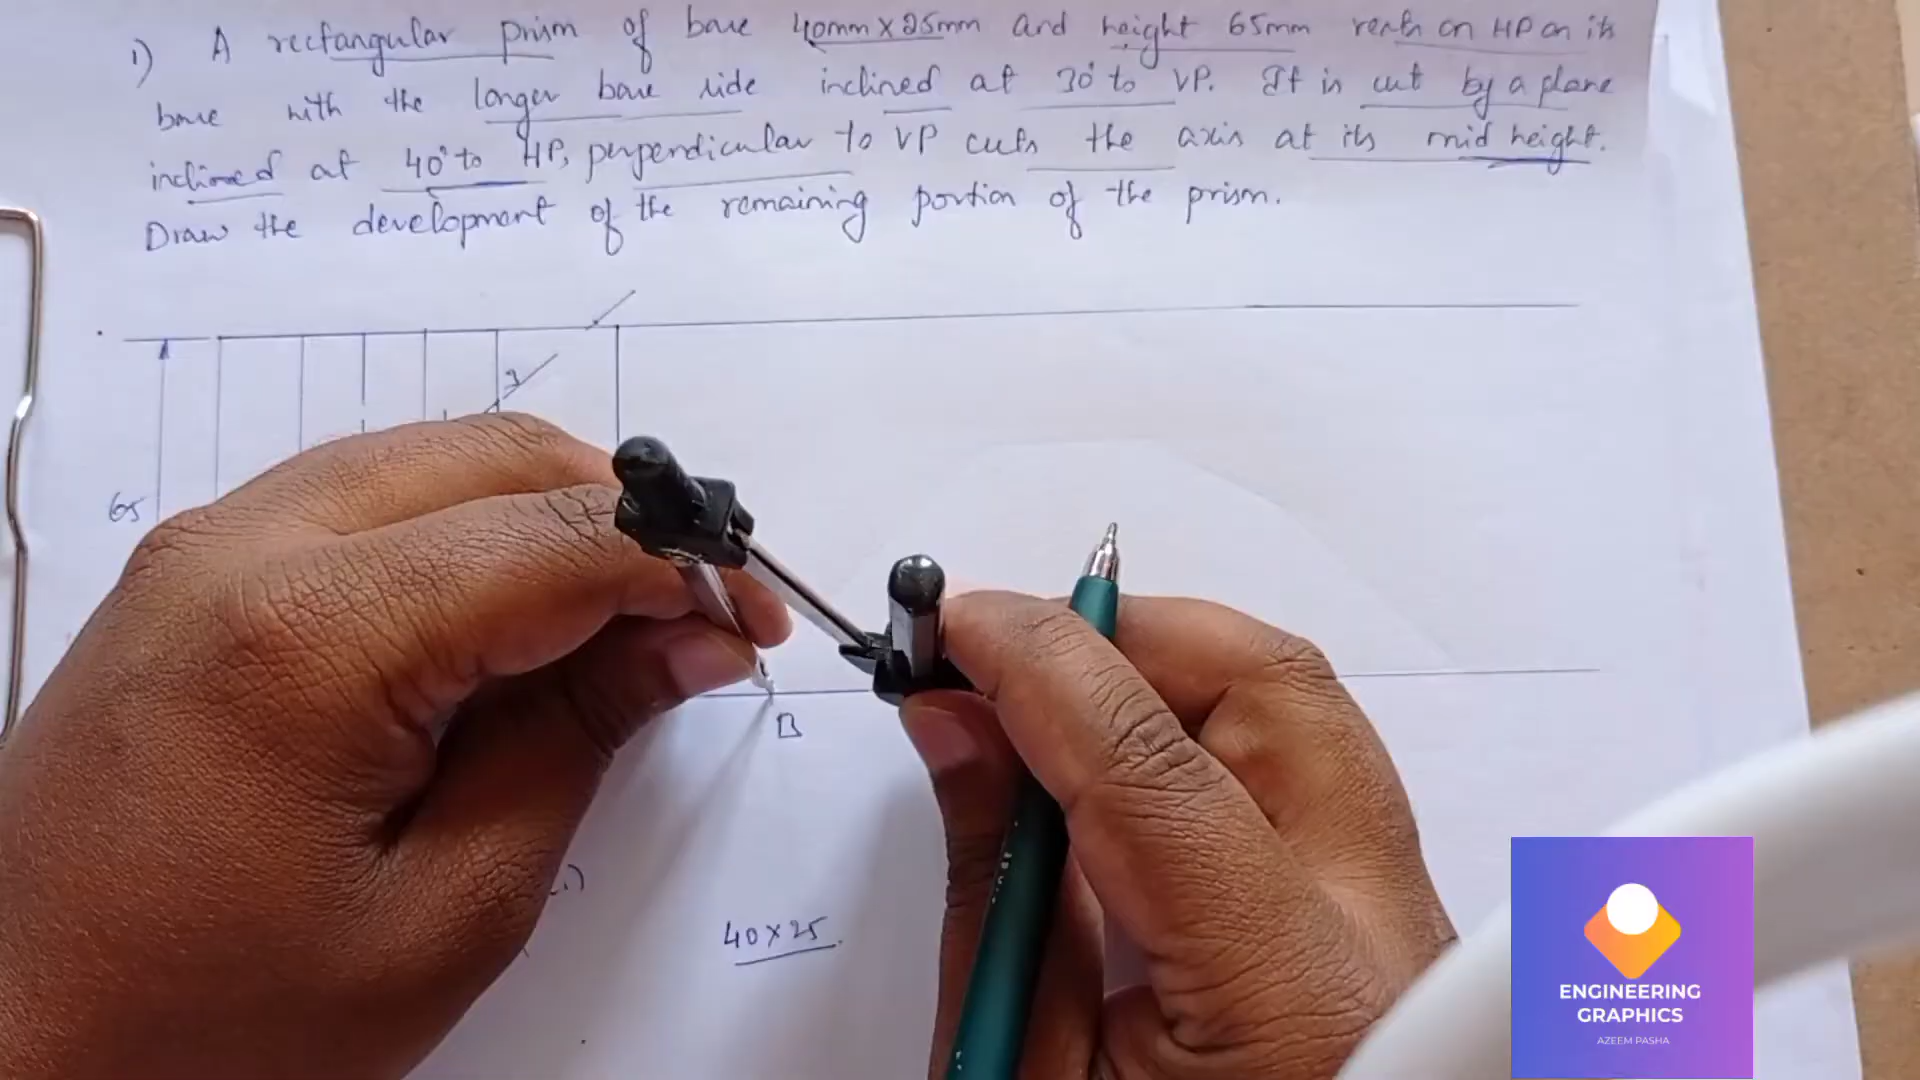 1) A rectangular prism of base 40mm x 25mm and height 65mm rests on HP on its
base with the longer base side inclined at 30° to VP. It is cut by a plane
inclined at 40° to HP, perpendicular to VP cuts the axis at its mid height.
Draw the development of the remaining portion of the prism.
3
65
B
40 x 25
ENGINEERING
GRAPHICS
AZEEM PASHA